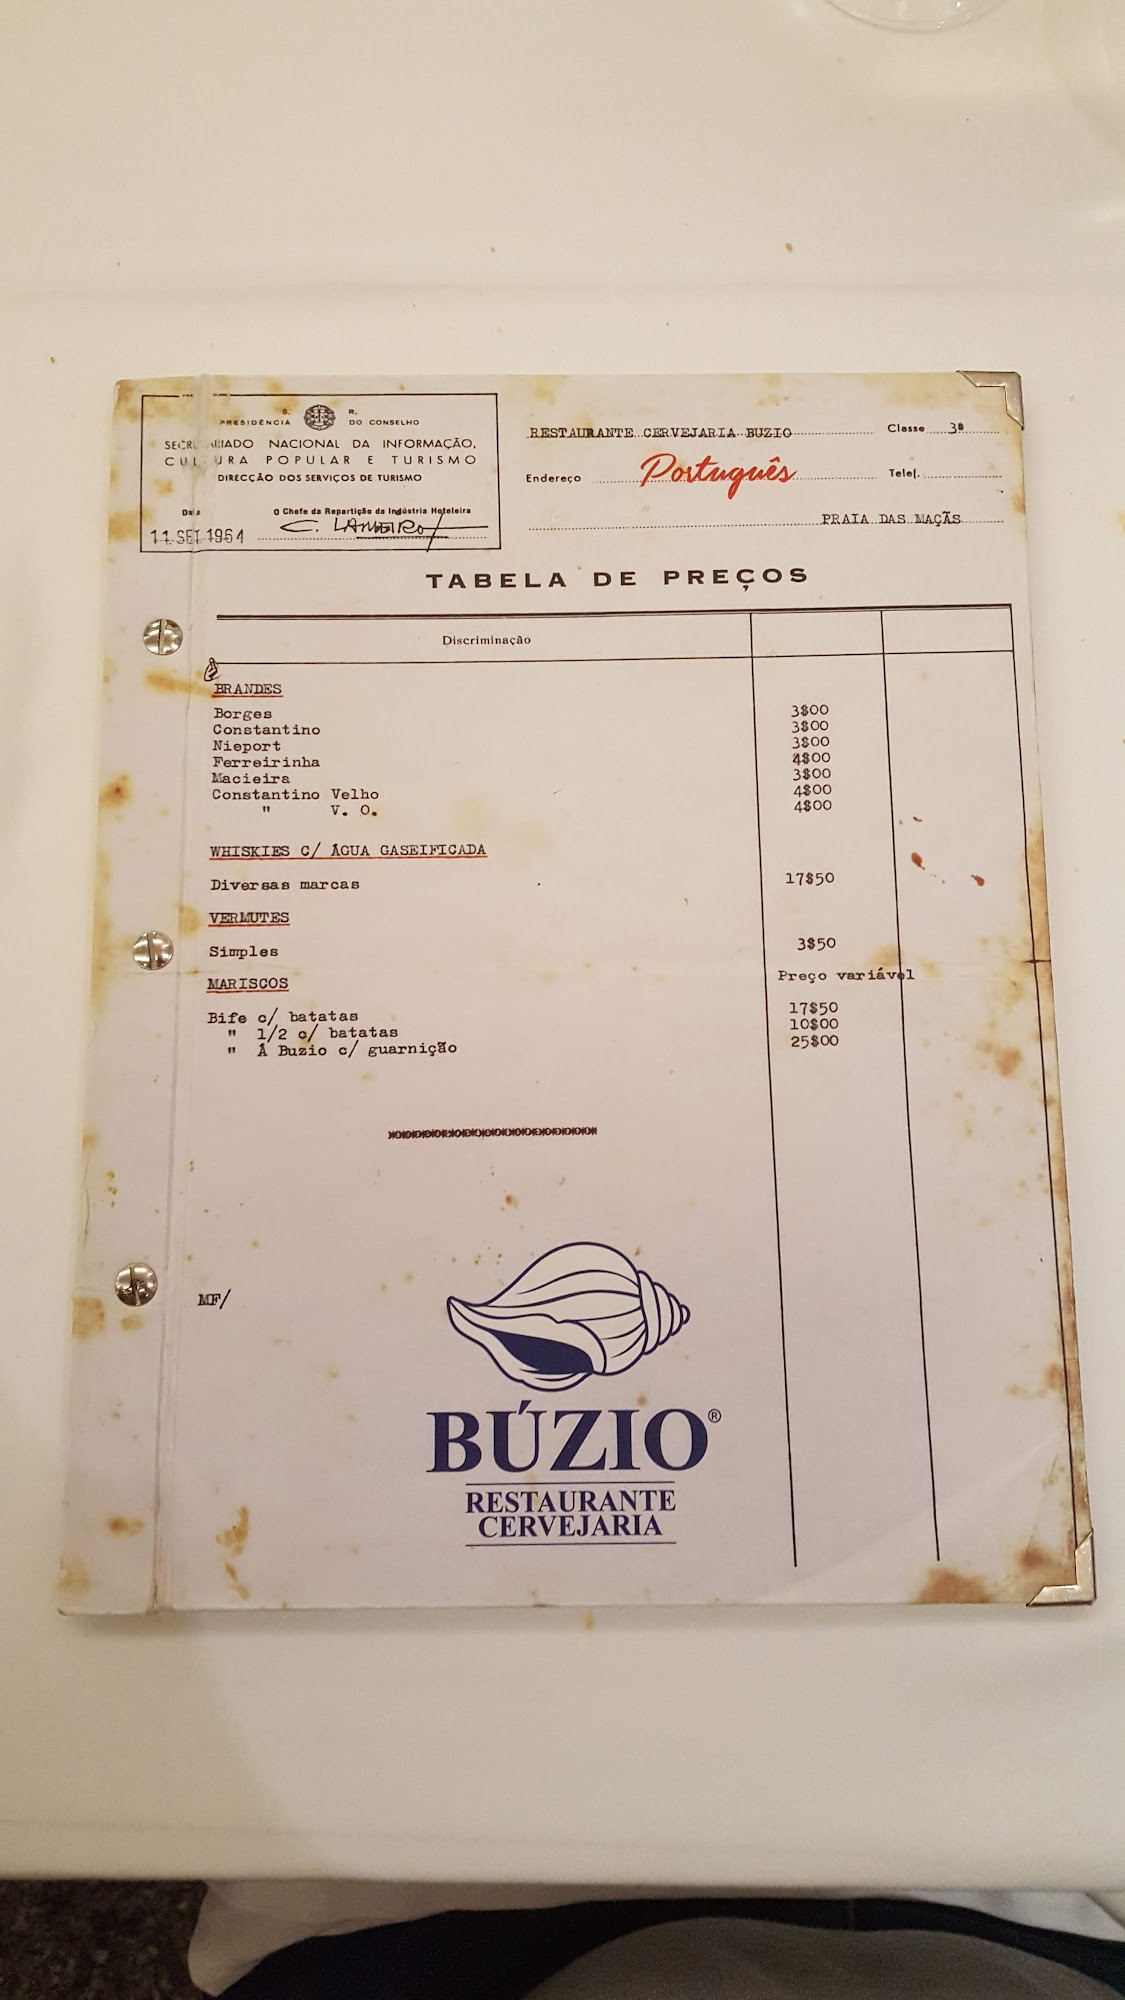 S. R.
PRESIDÊNCIA DO CONSELHO
SECRETARIADO NACIONAL DA INFORMAÇÃO,
CULTURA POPULAR E TURISMO
DIRECÇÃO DOS SERVIÇOS DE TURISMO
Data O Chefe da Repartição da Indústria Hoteleira
11.SET.1964
RESTAURANTE CERVEJARIA BUZIO Classe 3ª
Endereço Português Telef.
PRAIA DAS MAÇÃS
TABELA DE PREÇOS
Discriminação
BRANDES
Borges 3$00
Constantino 3$00
Nieport 3$00
Ferreirinha 4$00
Macieira 3$00
Constantino Velho 4$00
" V. O. 4$00
WHISKIES C/ ÁGUA GASEIFICADA
Diversas marcas 17$50
VERMUTES
Simples 3$50
MARISCOS Preço variável
Bife c/ batatas 17$50
" 1/2 c/ batatas 10$00
" Á Buzio c/ guarnição 25$00
MF/
BÚZIO®
RESTAURANTE
CERVEJARIA